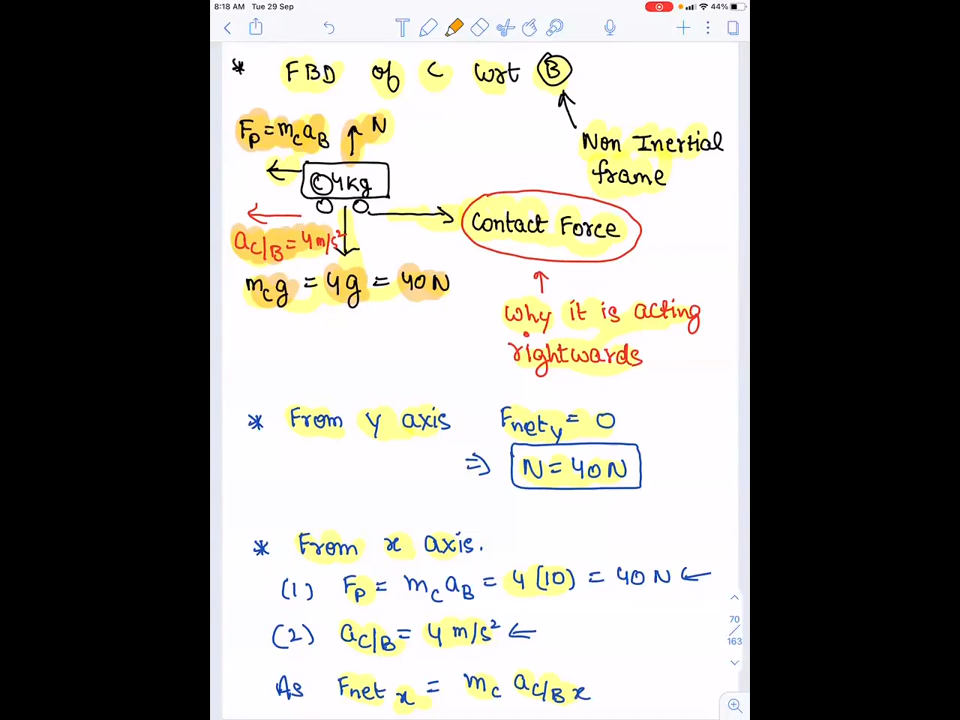 8:18 AM Tue 29 Sep
44%
* FBD of C wrt B
Fp = mcaB
N
Non Inertial
frame
C 4kg
Contact Force
aC/B = 4 m/s²
mcg = 4g = 40N
why it is acting
rightwards
* From y axis Fnety = 0
⇒ N = 40N
* From x axis.
(1) Fp = mcaB = 4(10) = 40N ←
(2) aC/B = 4 m/s² ←
70
/
163
As Fnet x = mc aC/B x